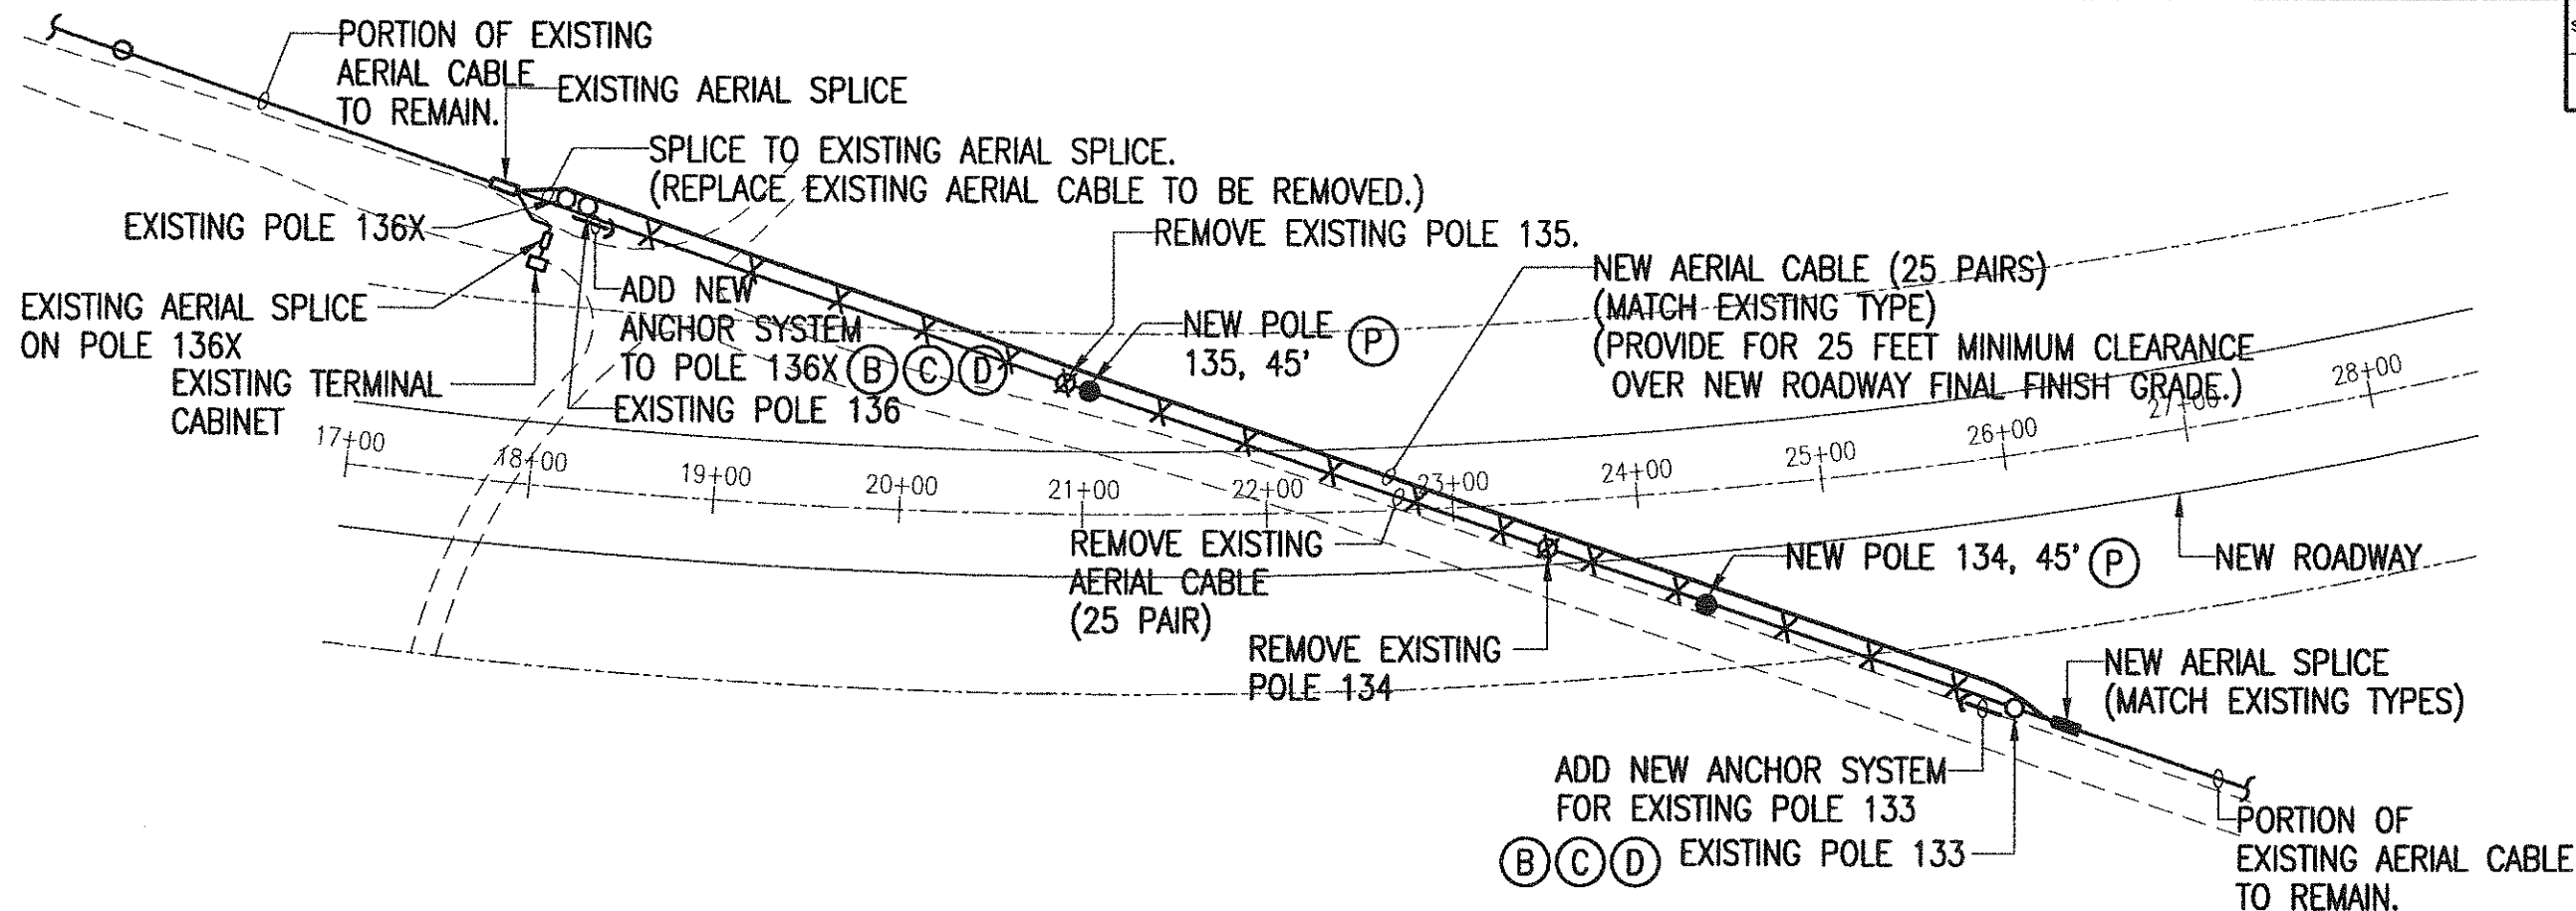 PORTION OF EXISTING
AERIAL CABLE
TO REMAIN.
EXISTING AERIAL SPLICE
SPLICE TO EXISTING AERIAL SPLICE.
(REPLACE EXISTING AERIAL CABLE TO BE REMOVED.)
EXISTING POLE 136X
REMOVE EXISTING POLE 135.
EXISTING AERIAL SPLICE
ON POLE 136X
EXISTING TERMINAL
CABINET
ADD NEW
ANCHOR SYSTEM
TO POLE 136X B C D
EXISTING POLE 136
NEW POLE
135, 45' P
NEW AERIAL CABLE (25 PAIRS)
(MATCH EXISTING TYPE)
(PROVIDE FOR 25 FEET MINIMUM CLEARANCE
OVER NEW ROADWAY FINAL FINISH GRADE.)
17+00
18+00
19+00
20+00
21+00
22+00
23+00
24+00
25+00
26+00
27+00
28+00
REMOVE EXISTING
AERIAL CABLE
(25 PAIR)
REMOVE EXISTING
POLE 134
NEW POLE 134, 45' P
NEW ROADWAY
NEW AERIAL SPLICE
(MATCH EXISTING TYPES)
ADD NEW ANCHOR SYSTEM
FOR EXISTING POLE 133
B C D EXISTING POLE 133
PORTION OF
EXISTING AERIAL CABLE
TO REMAIN.